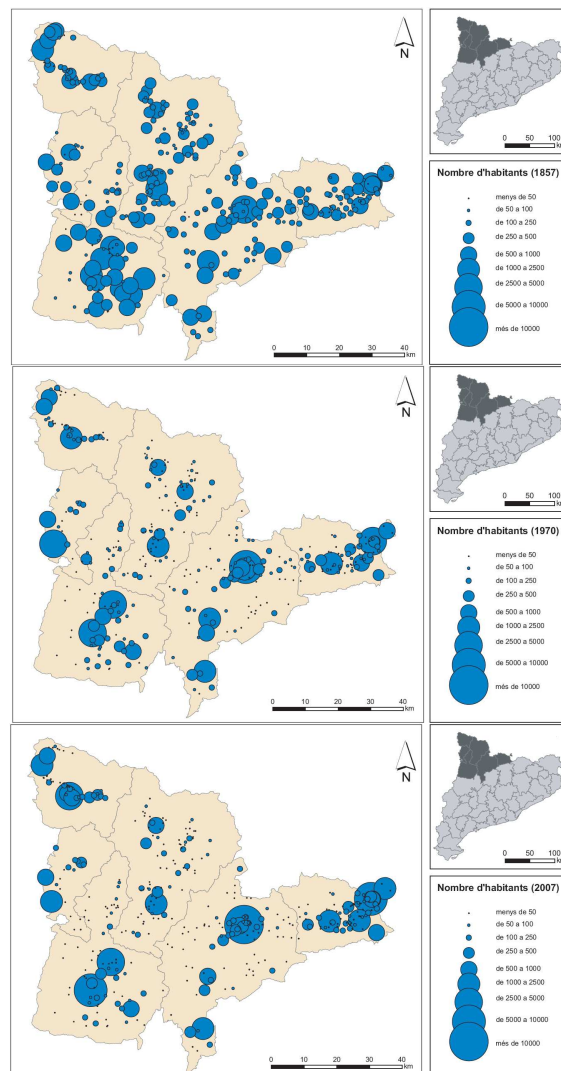 N
0 10 20 30 40
km
0 50 100
km
Nombre d'habitants (1857)
menys de 50
de 50 a 100
de 100 a 250
de 250 a 500
de 500 a 1000
de 1000 a 2500
de 2500 a 5000
de 5000 a 10000
més de 10000
N
0 10 20 30 40
km
0 50 100
km
Nombre d'habitants (1970)
menys de 50
de 50 a 100
de 100 a 250
de 250 a 500
de 500 a 1000
de 1000 a 2500
de 2500 a 5000
de 5000 a 10000
més de 10000
N
0 10 20 30 40
km
0 50 100
km
Nombre d'habitants (2007)
menys de 50
de 50 a 100
de 100 a 250
de 250 a 500
de 500 a 1000
de 1000 a 2500
de 2500 a 5000
de 5000 a 10000
més de 10000